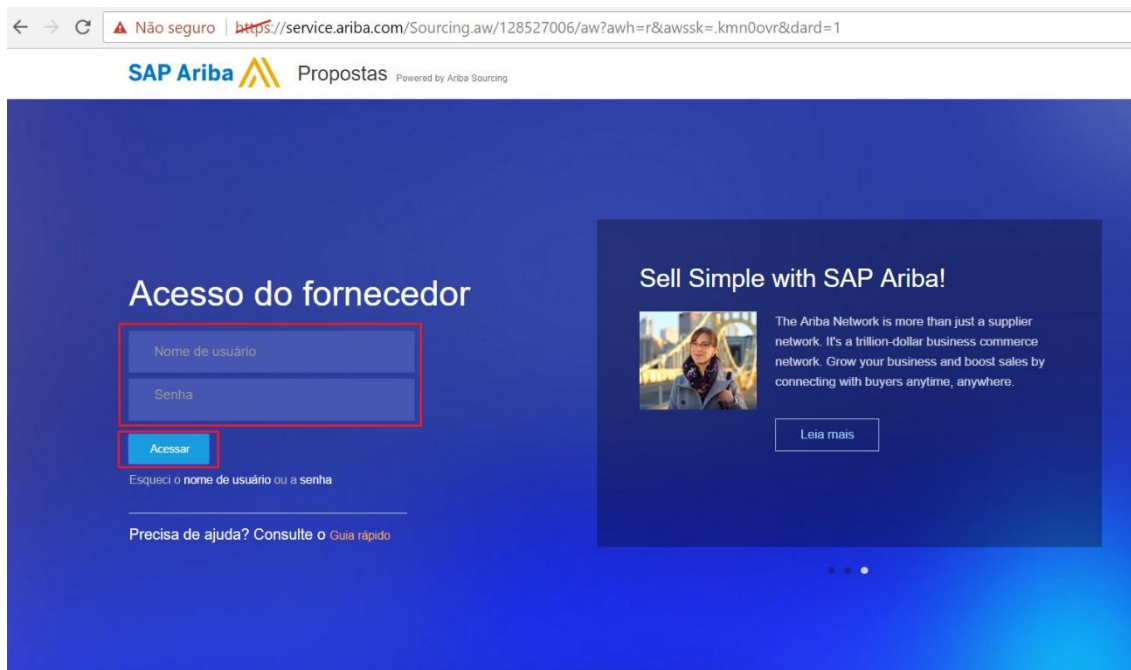 Não seguro | https://service.ariba.com/Sourcing.aw/128527006/aw?awh=r&awssk=.kmn0ovr&dard=1
SAP Ariba Propostas Powered by Ariba Sourcing
Acesso do fornecedor
Nome de usuário
Senha
Acessar
Esqueci o nome de usuário ou a senha
Precisa de ajuda? Consulte o Guia rápido
Sell Simple with SAP Ariba!
The Ariba Network is more than just a supplier
network. It's a trillion-dollar business commerce
network. Grow your business and boost sales by
connecting with buyers anytime, anywhere.
Leia mais